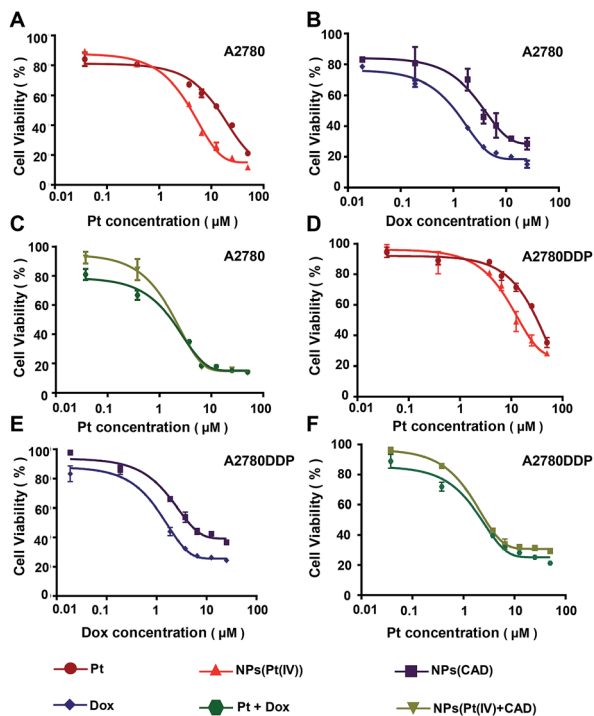 A
A2780
Cell Viability ( % )
100
80
60
40
20
0
0.01 0.1 1 10 100
Pt concentration ( μM )
B
A2780
Cell Viability ( % )
100
80
60
40
20
0
0.01 0.1 1 10 100
Dox concentration ( μM )
C
A2780
Cell Viability ( % )
100
80
60
40
20
0
0.01 0.1 1 10 100
Pt concentration ( μM )
D
A2780DDP
Cell Viability ( % )
120
100
80
60
40
20
0
0.01 0.1 1 10 100
Pt concentration ( μM )
E
A2780DDP
Cell Viability ( % )
100
80
60
40
20
0
0.01 0.1 1 10 100
Dox concentration ( μM )
F
A2780DDP
Cell Viability ( % )
100
80
60
40
20
0
0.01 0.1 1 10 100
Pt concentration ( μM )
Pt
NPs(Pt(IV))
NPs(CAD)
Dox
Pt + Dox
NPs(Pt(IV)+CAD)